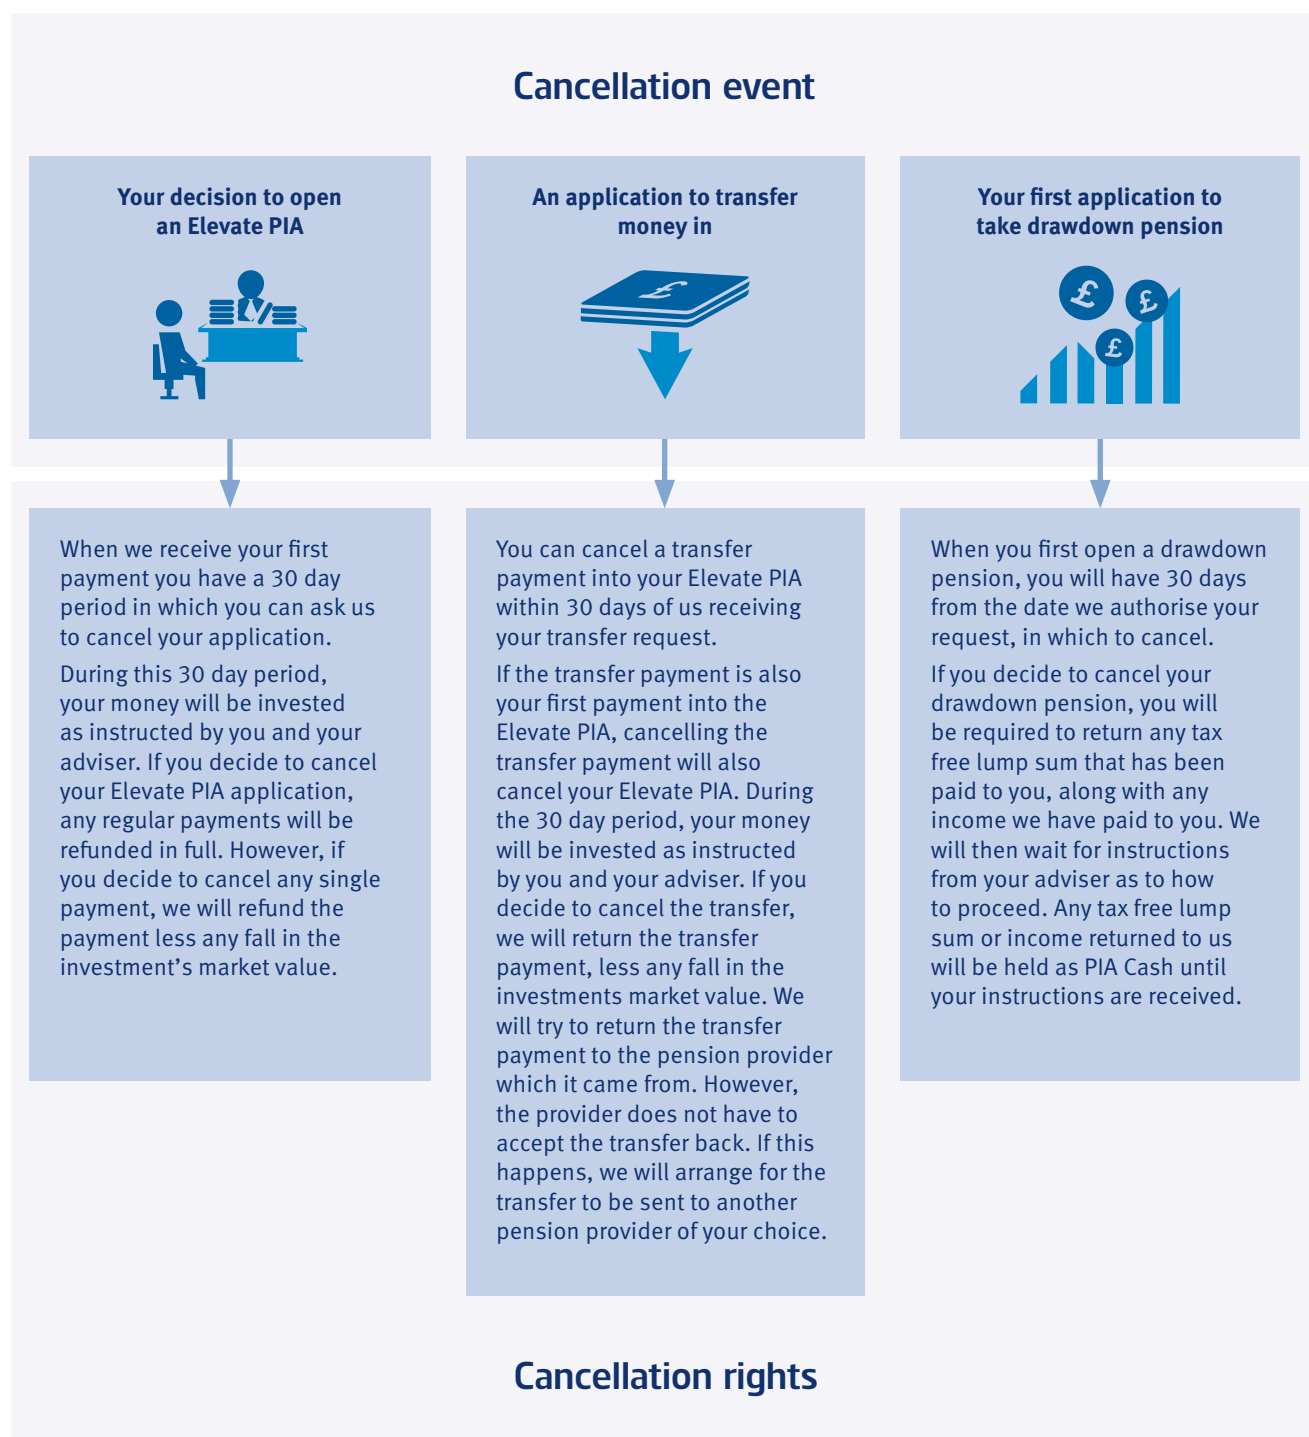 Cancellation event
Your decision to open
an Elevate PIA
An application to transfer
money in
£
Your first application to
take drawdown pension
£
£
£
When we receive your first
payment you have a 30 day
period in which you can ask us
to cancel your application.
During this 30 day period,
your money will be invested
as instructed by you and your
adviser. If you decide to cancel
your Elevate PIA application,
any regular payments will be
refunded in full. However, if
you decide to cancel any single
payment, we will refund the
payment less any fall in the
investment’s market value.
You can cancel a transfer
payment into your Elevate PIA
within 30 days of us receiving
your transfer request.
If the transfer payment is also
your first payment into the
Elevate PIA, cancelling the
transfer payment will also
cancel your Elevate PIA. During
the 30 day period, your money
will be invested as instructed
by you and your adviser. If you
decide to cancel the transfer,
we will return the transfer
payment, less any fall in the
investments market value. We
will try to return the transfer
payment to the pension provider
which it came from. However,
the provider does not have to
accept the transfer back. If this
happens, we will arrange for the
transfer to be sent to another
pension provider of your choice.
When you first open a drawdown
pension, you will have 30 days
from the date we authorise your
request, in which to cancel.
If you decide to cancel your
drawdown pension, you will
be required to return any tax
free lump sum that has been
paid to you, along with any
income we have paid to you. We
will then wait for instructions
from your adviser as to how
to proceed. Any tax free lump
sum or income returned to us
will be held as PIA Cash until
your instructions are received.
Cancellation rights